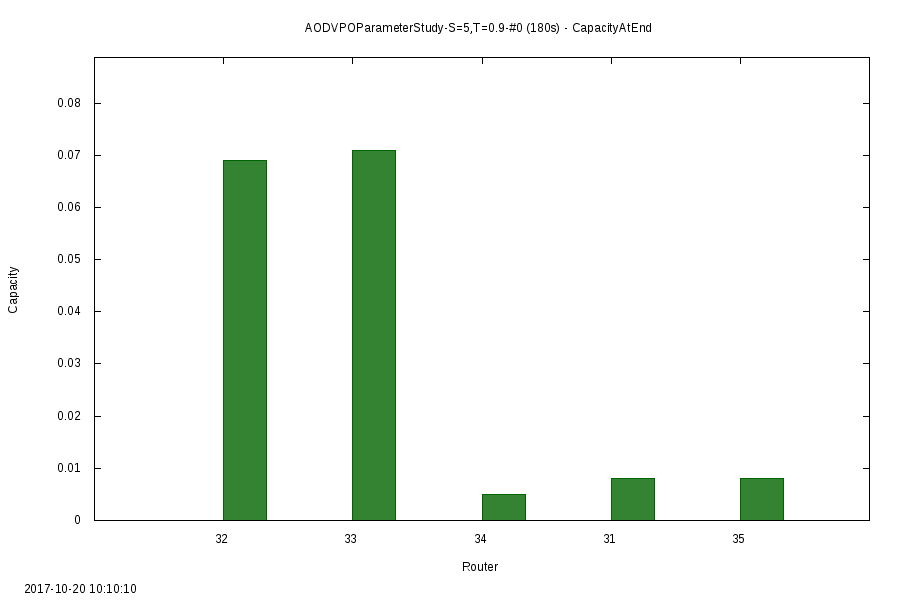 AODVPOParameterStudy-S=5,T=0.9-#0 (180s) - CapacityAtEnd
0.08
0.07
0.06
0.05
0.04
0.03
0.02
0.01
0
Capacity
32 33 34 31 35
Router
2017-10-20 10:10:10